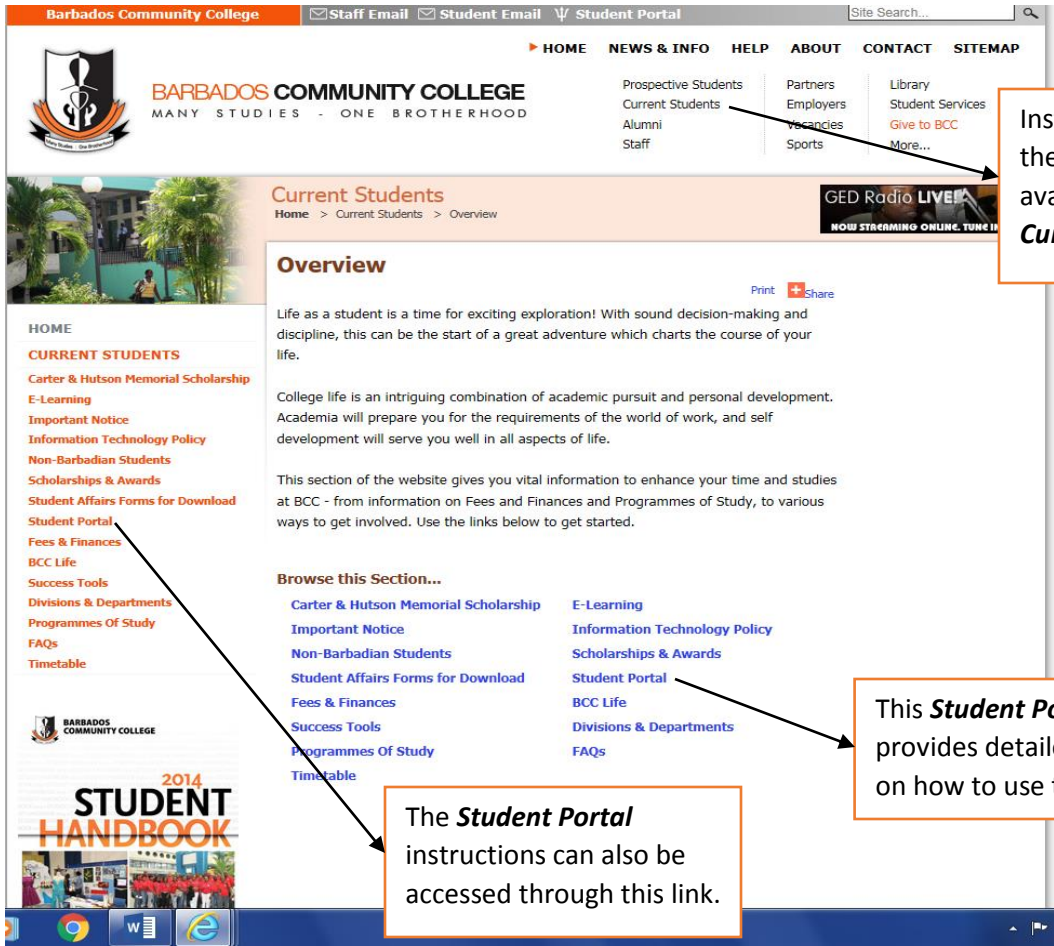 Barbados Community College
Staff Email Student Email Student Portal
Site Search...
HOME NEWS & INFO HELP ABOUT CONTACT SITEMAP
BARBADOS COMMUNITY COLLEGE
MANY STUDIES - ONE BROTHERHOOD
Many Studies - One Brotherhood
Prospective Students
Current Students
Alumni
Staff
Partners
Employers
Vacancies
Sports
Library
Student Services
Give to BCC
More...
Current Students
Home > Current Students > Overview
GED Radio LIVE!
NOW STREAMING ONLINE. TUNE IN
Overview
Print Share
Life as a student is a time for exciting exploration! With sound decision-making and
discipline, this can be the start of a great adventure which charts the course of your
life.
College life is an intriguing combination of academic pursuit and personal development.
Academia will prepare you for the requirements of the world of work, and self
development will serve you well in all aspects of life.
This section of the website gives you vital information to enhance your time and studies
at BCC - from information on Fees and Finances and Programmes of Study, to various
ways to get involved. Use the links below to get started.
Browse this Section...
Carter & Hutson Memorial Scholarship E-Learning
Important Notice Information Technology Policy
Non-Barbadian Students Scholarships & Awards
Student Affairs Forms for Download Student Portal
Fees & Finances BCC Life
Success Tools Divisions & Departments
Programmes Of Study FAQs
Timetable
HOME
CURRENT STUDENTS
Carter & Hutson Memorial Scholarship
E-Learning
Important Notice
Information Technology Policy
Non-Barbadian Students
Scholarships & Awards
Student Affairs Forms for Download
Student Portal
Fees & Finances
BCC Life
Success Tools
Divisions & Departments
Programmes Of Study
FAQs
Timetable
BARBADOS
COMMUNITY COLLEGE
2014
STUDENT
HANDBOOK
The Student Portal
instructions can also be
accessed through this link.
This Student
provides
on how to use